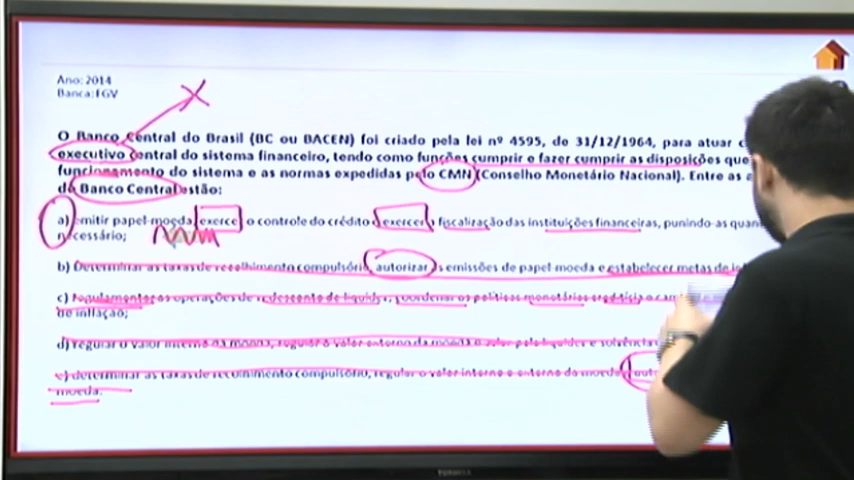 Ano: 2014
Banca: FGV
O Banco Central do Brasil (BC ou BACEN) foi criado pela lei nº 4595, de 31/12/1964, para atuar
executivo central do sistema financeiro, tendo como funções cumprir e fazer cumprir as disposições que
funcionamento do sistema e as normas expedidas pelo CMN (Conselho Monetário Nacional). Entre as
do Banco Central estão:
a) emitir papel-moeda, exercer o controle do crédito e exercer a fiscalização das instituições financeiras, punindo-as quan
necessário;
b) Determinar as taxas de recolhimento compulsório, autorizar as emissões de papel moeda e estabelecer metas de
c) regulamentar as operações de redesconto de liquidez, coordenar as políticas monetárias creditícia e
de inflação;
d) regular o valor interno da moeda, regular o valor externo da moeda e zelar pela liquidez e solvência
e) determinar as taxas de recolhimento compulsório, regular o valor interno e externo da moeda e aut
moeda.
TOSHIBA